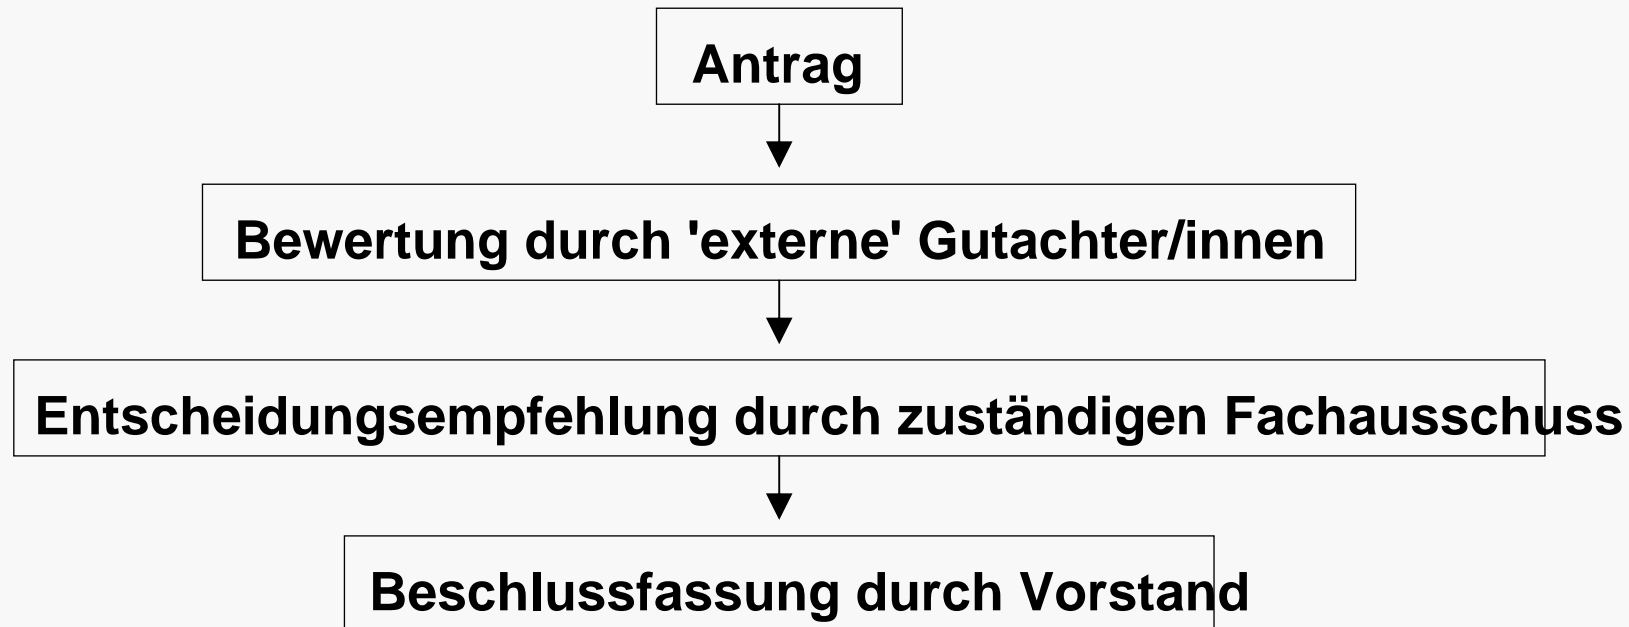 Antrag
Bewertung durch 'externe' Gutachter/innen
Entscheidungsempfehlung durch zuständigen Fachausschuss
Beschlussfassung durch Vorstand